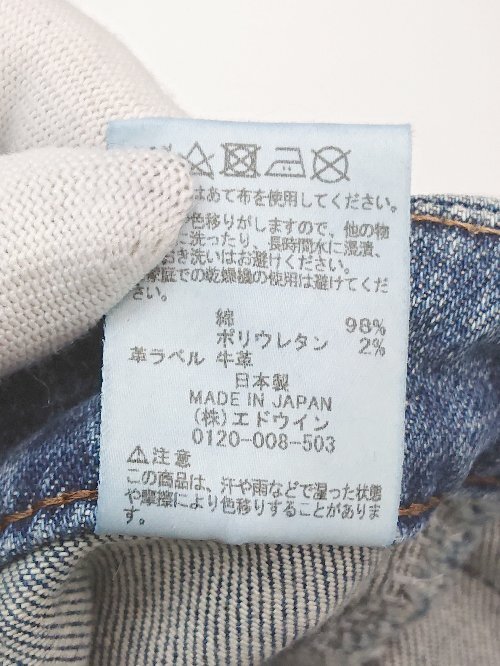 はあて布を使用してください。
色移りがしますので、他の物
洗ったり、長時間水に湿漬、
おき洗いはお避けください。
家庭での乾燥機の使用は避けてくだ
さい。
綿 98%
ポリウレタン 2%
革ラベル 牛革
日本製
MADE IN JAPAN
(株)エドウイン
0120-008-503
⚠注意
この商品は、汗や雨などで湿った状態
や摩擦により色移りすることがありま
す。